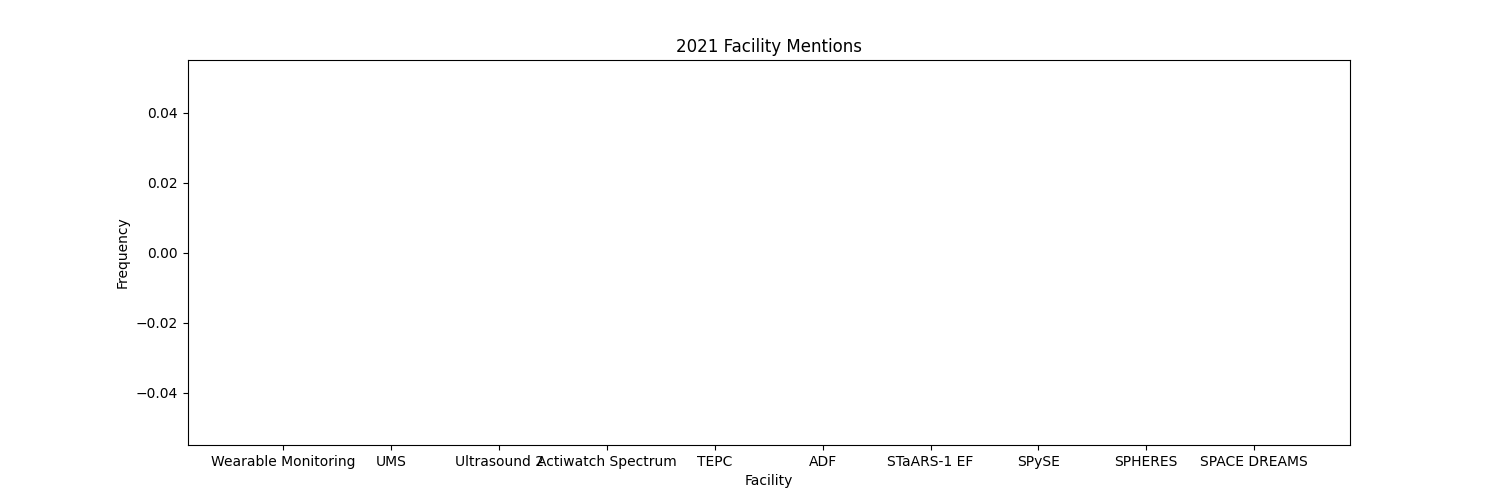 2021 Facility Mentions
0.04
0.02
0.00
−0.02
−0.04
Frequency
Wearable Monitoring UMS Ultrasound 2 Actiwatch Spectrum TEPC ADF STaARS-1 EF SPySE SPHERES SPACE DREAMS
Facility